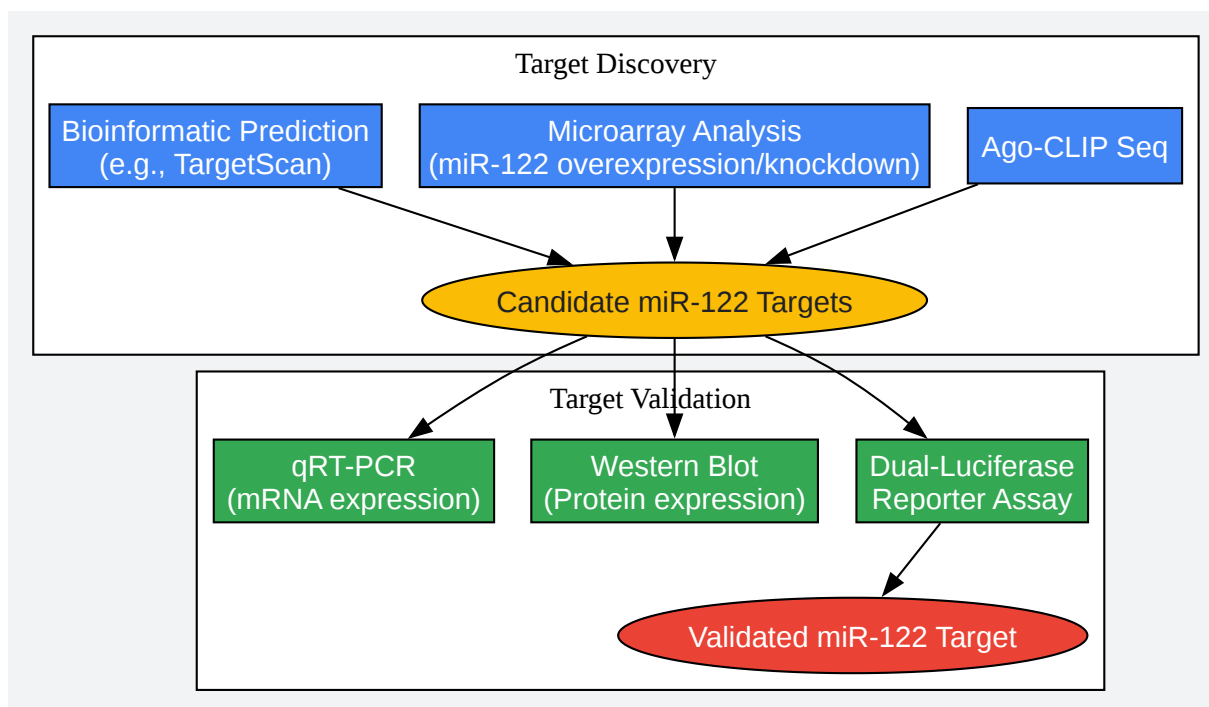 Target Discovery
Bioinformatic Prediction
(e.g., TargetScan)
Microarray Analysis
(miR-122 overexpression/knockdown)
Ago-CLIP Seq
Candidate miR-122 Targets
Target Validation
qRT-PCR
(mRNA expression)
Western Blot
(Protein expression)
Dual-Luciferase
Reporter Assay
Validated miR-122 Target